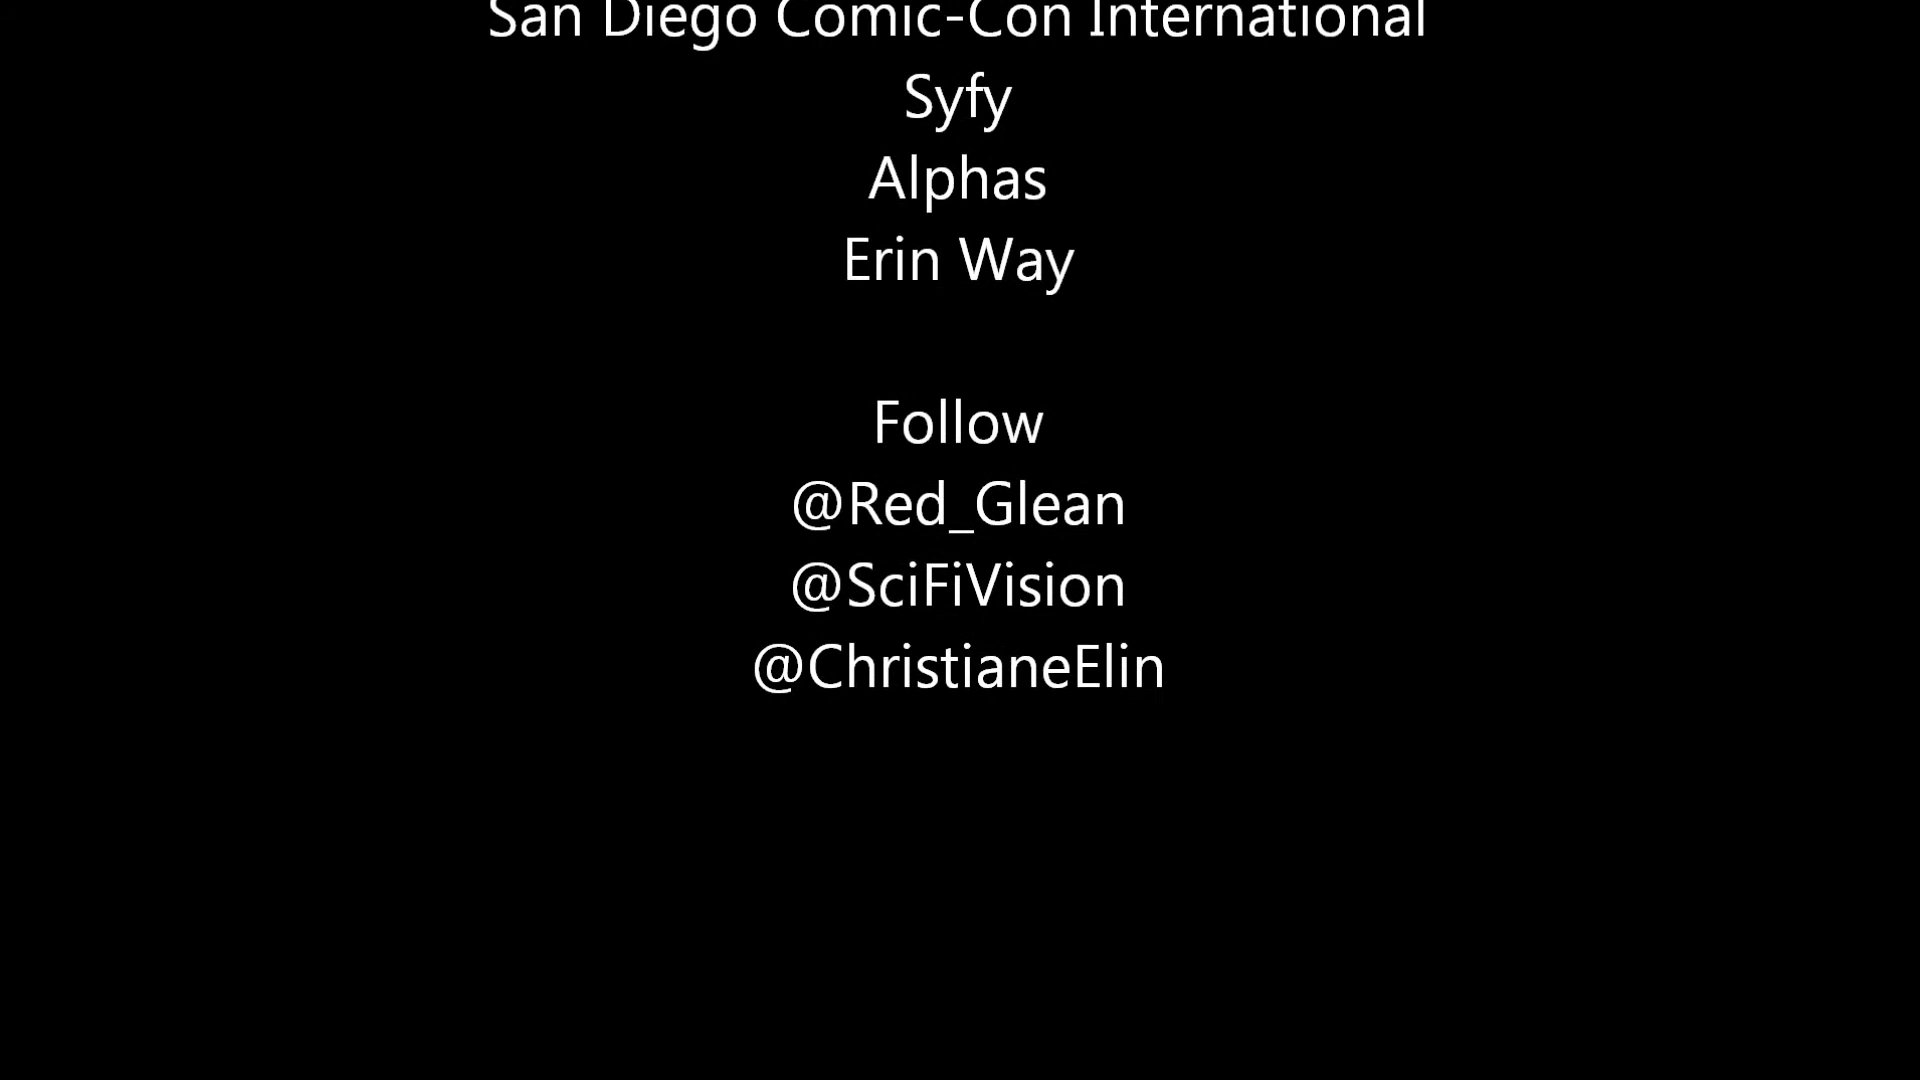 San Diego Comic-Con International
Syfy
Alphas
Erin Way
Follow
@Red_Glean
@SciFiVision
@ChristianeElin